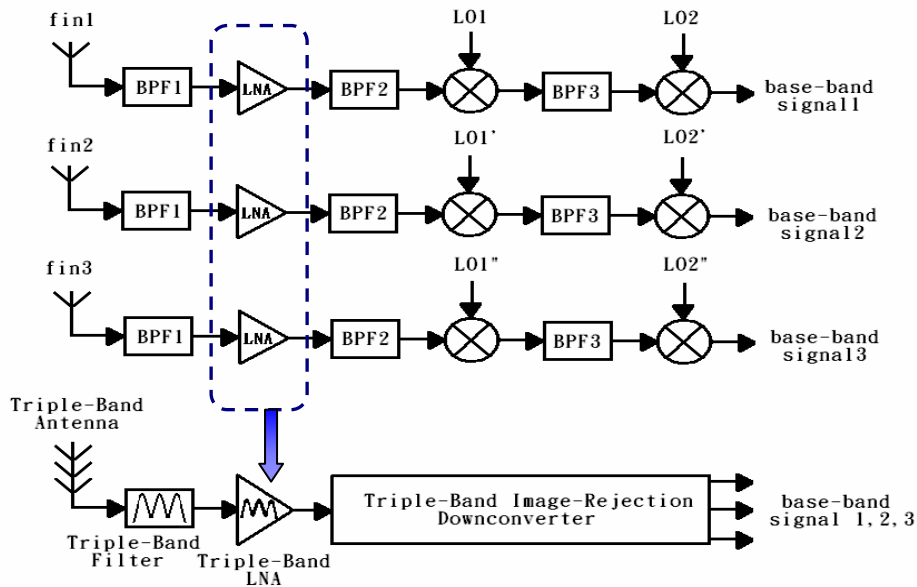 fin1
LO1
LO2
BPF1
LNA
BPF2
BPF3
base-band
signal1
fin2
LO1'
LO2'
BPF1
LNA
BPF2
BPF3
base-band
signal2
fin3
LO1"
LO2"
BPF1
LNA
BPF2
BPF3
base-band
signal3
Triple-Band
Antenna
Triple-Band Image-Rejection
Downconverter
base-band
signal 1,2,3
Triple-Band
Filter
Triple-Band
LNA